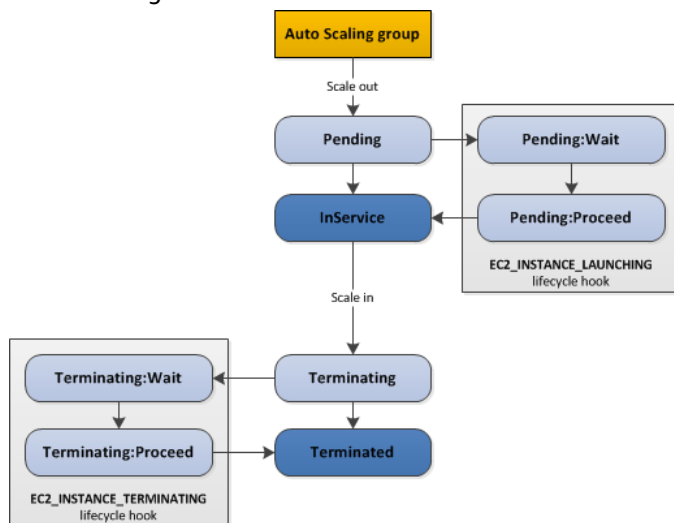 Auto Scaling group
Scale out
Pending
Pending:Wait
InService
Pending:Proceed
EC2_INSTANCE_LAUNCHING
lifecycle hook
Scale in
Terminating:Wait
Terminating
Terminating:Proceed
Terminated
EC2_INSTANCE_TERMINATING
lifecycle hook